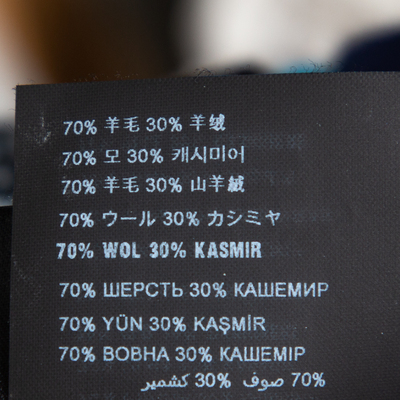 70% 羊毛 30% 羊绒
70% 모 30% 캐시미어
70% 羊毛 30% 山羊絨
70% ウール 30% カシミヤ
70% WOL 30% KASMIR
70% ШЕРСТЬ 30% КАШЕМИР
70% YÜN 30% KAŞMİR
70% ВОВНА 30% КАШЕМІР
70% صوف 30% كشمير